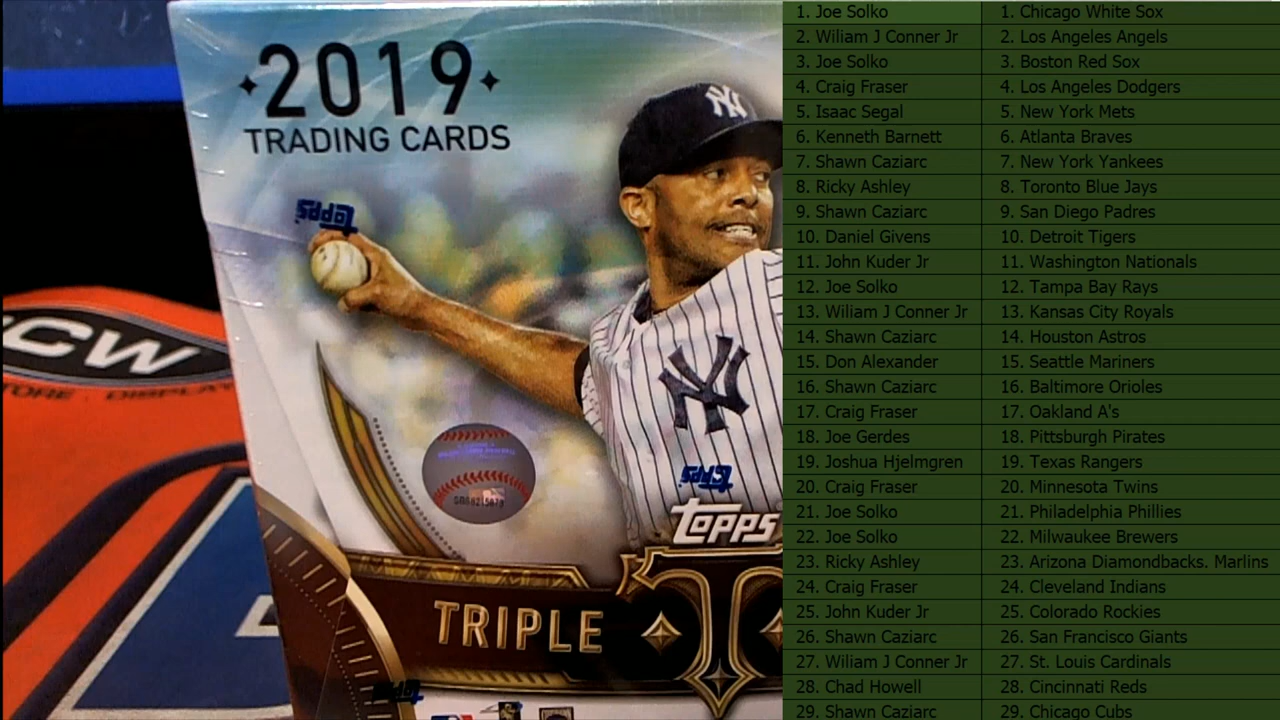 2019
TRADING CARDS
Topps
CW
TORE · DISPLAY
NY
NY
Topps
Topps
TRIPLE T
1. Joe Solko 1. Chicago White Sox
2. Wiliam J Conner Jr 2. Los Angeles Angels
3. Joe Solko 3. Boston Red Sox
4. Craig Fraser 4. Los Angeles Dodgers
5. Isaac Segal 5. New York Mets
6. Kenneth Barnett 6. Atlanta Braves
7. Shawn Caziarc 7. New York Yankees
8. Ricky Ashley 8. Toronto Blue Jays
9. Shawn Caziarc 9. San Diego Padres
10. Daniel Givens 10. Detroit Tigers
11. John Kuder Jr 11. Washington Nationals
12. Joe Solko 12. Tampa Bay Rays
13. Wiliam J Conner Jr 13. Kansas City Royals
14. Shawn Caziarc 14. Houston Astros
15. Don Alexander 15. Seattle Mariners
16. Shawn Caziarc 16. Baltimore Orioles
17. Craig Fraser 17. Oakland A's
18. Joe Gerdes 18. Pittsburgh Pirates
19. Joshua Hjelmgren 19. Texas Rangers
20. Craig Fraser 20. Minnesota Twins
21. Joe Solko 21. Philadelphia Phillies
22. Joe Solko 22. Milwaukee Brewers
23. Ricky Ashley 23. Arizona Diamondbacks. Marlins
24. Craig Fraser 24. Cleveland Indians
25. John Kuder Jr 25. Colorado Rockies
26. Shawn Caziarc 26. San Francisco Giants
27. Wiliam J Conner Jr 27. St. Louis Cardinals
28. Chad Howell 28. Cincinnati Reds
29. Shawn Caziarc 29. Chicago Cubs